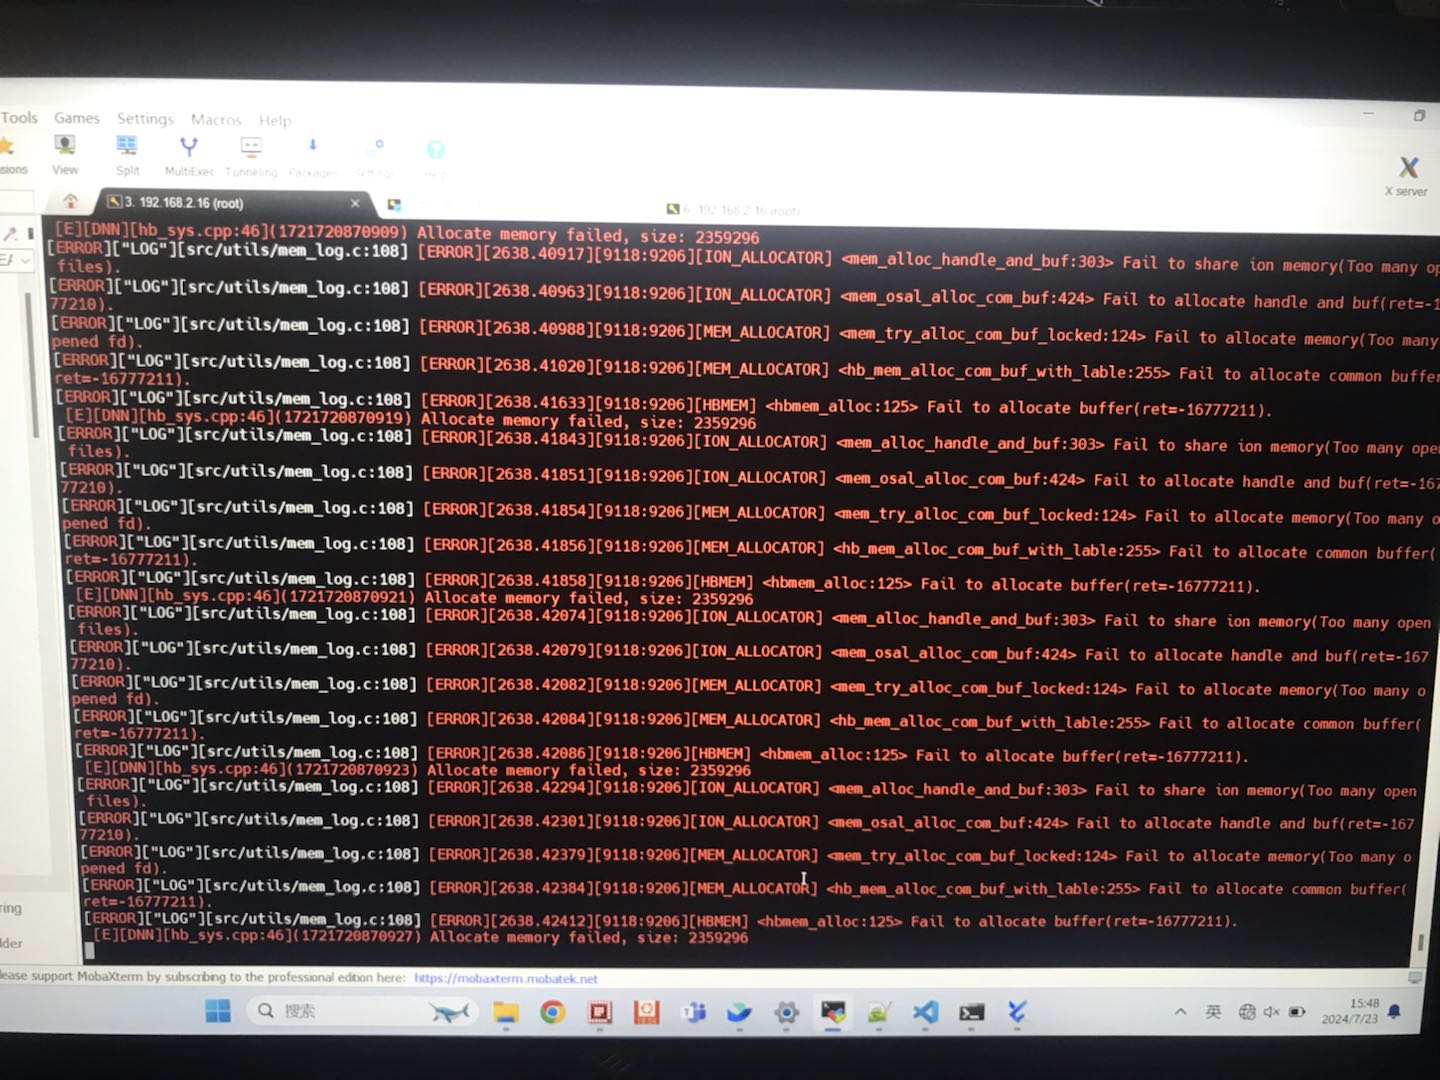 Tools Games Settings Macros Help
sions View Split MultiExec Tunneling Packages Settings Help
X server
3. 192.168.2.16 (root)
6. 192.168.2.16 (root)
[E][DNN][hb_sys.cpp:46](1721720870909) Allocate memory failed, size: 2359296
[ERROR]["LOG"][src/utils/mem_log.c:108] [ERROR][2638.40917][9118:9206][ION_ALLOCATOR] <mem_alloc_handle_and_buf:303> Fail to share ion memory(Too many op
files).
[ERROR]["LOG"][src/utils/mem_log.c:108] [ERROR][2638.40963][9118:9206][ION_ALLOCATOR] <mem_osal_alloc_com_buf:424> Fail to allocate handle and buf(ret=-1
77210).
[ERROR]["LOG"][src/utils/mem_log.c:108] [ERROR][2638.40988][9118:9206][MEM_ALLOCATOR] <mem_try_alloc_com_buf_locked:124> Fail to allocate memory(Too many
pened fd).
[ERROR]["LOG"][src/utils/mem_log.c:108] [ERROR][2638.41020][9118:9206][MEM_ALLOCATOR] <hb_mem_alloc_com_buf_with_lable:255> Fail to allocate common buffer
ret=-16777211).
[ERROR]["LOG"][src/utils/mem_log.c:108] [ERROR][2638.41633][9118:9206][HBMEM] <hbmem_alloc:125> Fail to allocate buffer(ret=-16777211).
[E][DNN][hb_sys.cpp:46](1721720870919) Allocate memory failed, size: 2359296
[ERROR]["LOG"][src/utils/mem_log.c:108] [ERROR][2638.41843][9118:9206][ION_ALLOCATOR] <mem_alloc_handle_and_buf:303> Fail to share ion memory(Too many ope
files).
[ERROR]["LOG"][src/utils/mem_log.c:108] [ERROR][2638.41851][9118:9206][ION_ALLOCATOR] <mem_osal_alloc_com_buf:424> Fail to allocate handle and buf(ret=-167
77210).
[ERROR]["LOG"][src/utils/mem_log.c:108] [ERROR][2638.41854][9118:9206][MEM_ALLOCATOR] <mem_try_alloc_com_buf_locked:124> Fail to allocate memory(Too many o
pened fd).
[ERROR]["LOG"][src/utils/mem_log.c:108] [ERROR][2638.41856][9118:9206][MEM_ALLOCATOR] <hb_mem_alloc_com_buf_with_lable:255> Fail to allocate common buffer(
ret=-16777211).
[ERROR]["LOG"][src/utils/mem_log.c:108] [ERROR][2638.41858][9118:9206][HBMEM] <hbmem_alloc:125> Fail to allocate buffer(ret=-16777211).
[E][DNN][hb_sys.cpp:46](1721720870921) Allocate memory failed, size: 2359296
[ERROR]["LOG"][src/utils/mem_log.c:108] [ERROR][2638.42074][9118:9206][ION_ALLOCATOR] <mem_alloc_handle_and_buf:303> Fail to share ion memory(Too many open
files).
[ERROR]["LOG"][src/utils/mem_log.c:108] [ERROR][2638.42079][9118:9206][ION_ALLOCATOR] <mem_osal_alloc_com_buf:424> Fail to allocate handle and buf(ret=-167
77210).
[ERROR]["LOG"][src/utils/mem_log.c:108] [ERROR][2638.42082][9118:9206][MEM_ALLOCATOR] <mem_try_alloc_com_buf_locked:124> Fail to allocate memory(Too many o
pened fd).
[ERROR]["LOG"][src/utils/mem_log.c:108] [ERROR][2638.42084][9118:9206][MEM_ALLOCATOR] <hb_mem_alloc_com_buf_with_lable:255> Fail to allocate common buffer(
ret=-16777211).
[ERROR]["LOG"][src/utils/mem_log.c:108] [ERROR][2638.42086][9118:9206][HBMEM] <hbmem_alloc:125> Fail to allocate buffer(ret=-16777211).
[E][DNN][hb_sys.cpp:46](1721720870923) Allocate memory failed, size: 2359296
[ERROR]["LOG"][src/utils/mem_log.c:108] [ERROR][2638.42294][9118:9206][ION_ALLOCATOR] <mem_alloc_handle_and_buf:303> Fail to share ion memory(Too many open
files).
[ERROR]["LOG"][src/utils/mem_log.c:108] [ERROR][2638.42301][9118:9206][ION_ALLOCATOR] <mem_osal_alloc_com_buf:424> Fail to allocate handle and buf(ret=-167
77210).
[ERROR]["LOG"][src/utils/mem_log.c:108] [ERROR][2638.42379][9118:9206][MEM_ALLOCATOR] <mem_try_alloc_com_buf_locked:124> Fail to allocate memory(Too many o
pened fd).
[ERROR]["LOG"][src/utils/mem_log.c:108] [ERROR][2638.42384][9118:9206][MEM_ALLOCATOR] <hb_mem_alloc_com_buf_with_lable:255> Fail to allocate common buffer(
ret=-16777211).
[ERROR]["LOG"][src/utils/mem_log.c:108] [ERROR][2638.42412][9118:9206][HBMEM] <hbmem_alloc:125> Fail to allocate buffer(ret=-16777211).
[E][DNN][hb_sys.cpp:46](1721720870927) Allocate memory failed, size: 2359296
ring
lder
lease support MobaXterm by subscribing to the professional edition here: https://mobaxterm.mobatek.net
搜索
英
15:48
2024/7/23